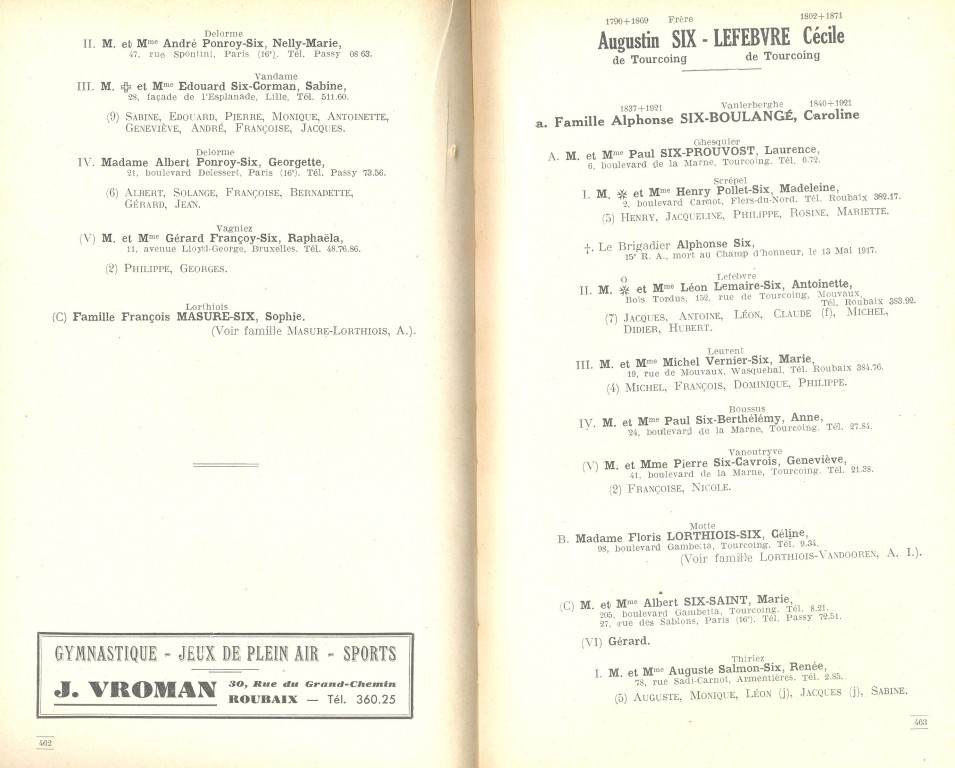 Delorme
II. M. et Mme André Ponroy-Six, Nelly-Marie,
47, rue Spontini, Paris (16e). Tél. Passy 08 63.
Vandame
III. M. ✠ et Mme Edouard Six-Corman, Sabine,
28, façade de l'Esplanade, Lille, Tél. 511.60.
(9) SABINE, EDOUARD, PIERRE, MONIQUE, ANTOINETTE,
GENEVIÈVE, ANDRÉ, FRANÇOISE, JACQUES.
Delorme
IV. Madame Albert Ponroy-Six, Georgette,
21, boulevard Delessert, Paris (16e). Tél. Passy 73.56.
(6) ALBERT, SOLANGE, FRANÇOISE, BERNADETTE,
GÉRARD, JEAN.
Vagniez
(V) M. et Mme Gérard Françoy-Six, Raphaëla,
11, avenue Lloyd-George, Bruxelles. Tél. 48.76.86.
(2) PHILIPPE, GEORGES.
Lorthiois
(C) Famille François MASURE-SIX, Sophie.
(Voir famille MASURE-LORTHIOIS, A.).
GYMNASTIQUE - JEUX DE PLEIN AIR - SPORTS
J. VROMAN
30, Rue du Grand-Chemin
ROUBAIX — Tél. 360.25
462
1790+1869 Frère 1802+1871
Augustin SIX - LEFEBVRE Cécile
de Tourcoing de Tourcoing
1837+1921 Vanlerberghe 1840+1921
a. Famille Alphonse SIX-BOULANGÉ, Caroline
Ghesquier
A. M. et Mme Paul SIX-PROUVOST, Laurence,
6, boulevard de la Marne, Tourcoing. Tél. 0.72.
Scrépel
I. M. ✻ et Mme Henry Pollet-Six, Madeleine,
2, boulevard Carnot, Flers-du-Nord. Tél. Roubaix 382.17.
(5) HENRY, JACQUELINE, PHILIPPE, ROSINE, MARIETTE.
†. Le Brigadier Alphonse Six,
15e R. A., mort au Champ d'honneur, le 13 Mai 1917.
Lefebvre
II. M. ✻ et Mme Léon Lemaire-Six, Antoinette,
Bois Tordus, 152, rue de Tourcoing, Mouvaux,
Tél. Roubaix 353.92.
(7) JACQUES, ANTOINE, LÉON, CLAUDE (f), MICHEL,
DIDIER, HUBERT.
Leurent
III. M. et Mme Michel Vernier-Six, Marie,
19, rue de Mouvaux, Wasquehal, Tél. Roubaix 384.76.
(4) MICHEL, FRANÇOIS, DOMINIQUE, PHILIPPE.
Boussus
IV. M. et Mme Paul Six-Berthélémy, Anne,
24, boulevard de la Marne, Tourcoing. Tél. 27.84.
Vanoutryve
(V) M. et Mme Pierre Six-Cavrois, Geneviève,
41, boulevard de la Marne, Tourcoing. Tél. 21.38.
(2) FRANÇOISE, NICOLE.
Motte
B. Madame Floris LORTHIOIS-SIX, Céline,
98, boulevard Gambetta, Tourcoing. Tél. 9.34.
(Voir famille LORTHIOIS-VANDOOREN, A. I.).
(C) M. et Mme Albert SIX-SAINT, Marie,
205, boulevard Gambetta, Tourcoing. Tél. 8.21.
27, rue des Sablons, Paris (16e). Tél. Passy 72.51.
(VI) Gérard.
Thiriez
I. M. et Mme Auguste Salmon-Six, Renée,
78, rue Sadi-Carnot, Armentières. Tél. 2.85.
(5) AUGUSTE, MONIQUE, LÉON (j), JACQUES (j), SABINE.
463